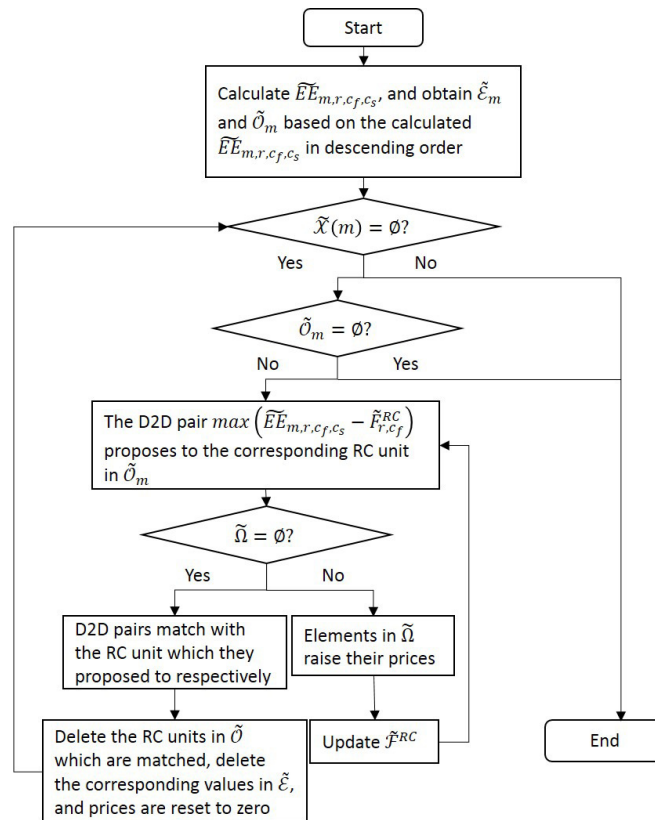 Start
Calculate $\widetilde{EE}_{m,r,c_f,c_s}$, and obtain $\tilde{\mathcal{E}}_m$
and $\tilde{\mathcal{O}}_m$ based on the calculated
$\widetilde{EE}_{m,r,c_f,c_s}$ in descending order
$\tilde{\mathcal{X}}(m) = \emptyset$?
Yes
No
$\tilde{\mathcal{O}}_m = \emptyset$?
No
Yes
The D2D pair $max\left(\widetilde{EE}_{m,r,c_f,c_s} - \tilde{F}^{RC}_{r,c_f}\right)$
proposes to the corresponding RC unit
in $\tilde{\mathcal{O}}_m$
$\tilde{\Omega} = \emptyset$?
Yes
No
D2D pairs match with
the RC unit which they
proposed to respectively
Elements in $\tilde{\Omega}$
raise their prices
Delete the RC units in $\tilde{\mathcal{O}}$
which are matched, delete
the corresponding values in $\tilde{\mathcal{E}}$,
and prices are reset to zero
Update $\tilde{\mathcal{F}}^{RC}$
End